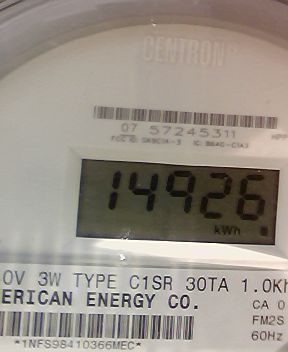 CENTRON®
07 57245311
14926
kWh
0V 3W TYPE C1SR 30TA 1.0Kh
ERICAN ENERGY CO.
CA 0
FM2S
60Hz
*1NFS98410366MEC*